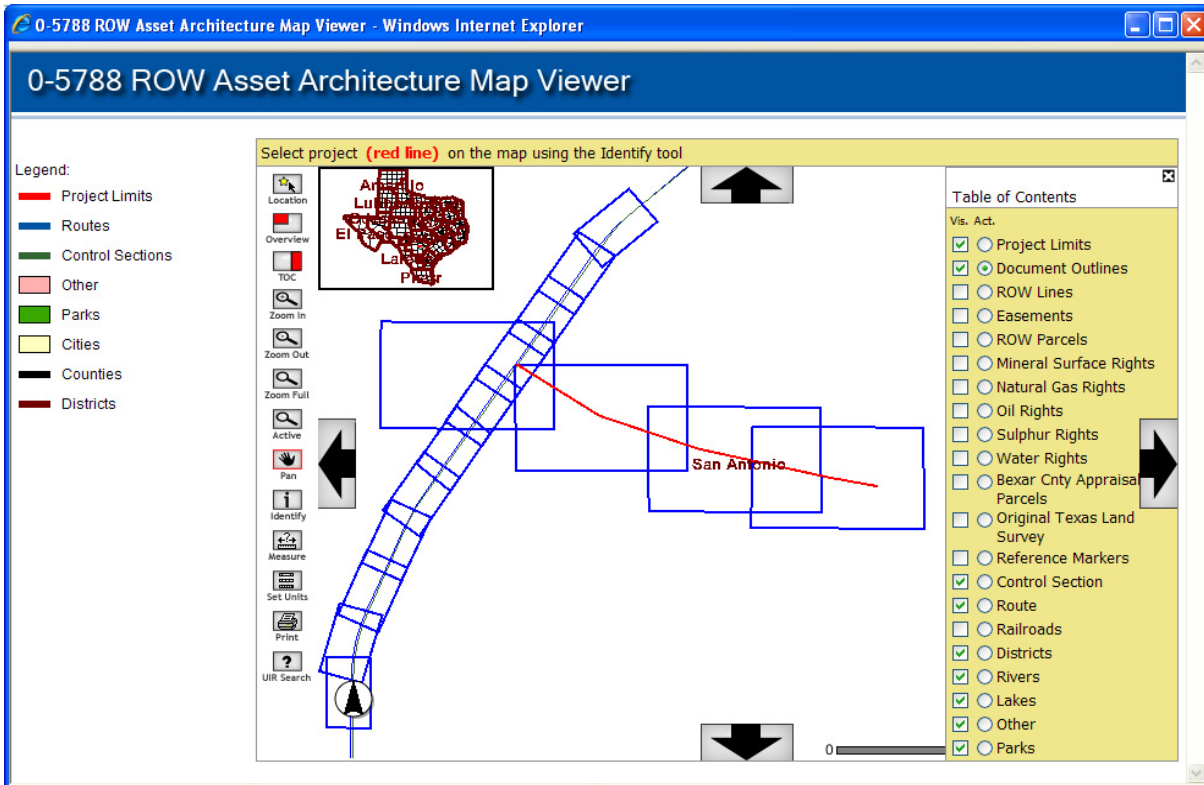 0-5788 ROW Asset Architecture Map Viewer - Windows Internet Explorer
0-5788 ROW Asset Architecture Map Viewer
Legend:
Project Limits
Routes
Control Sections
Other
Parks
Cities
Counties
Districts
Select project (red line) on the map using the Identify tool
Location
Overview
TOC
Zoom In
Zoom Out
Zoom Full
Active
Pan
Identify
Measure
Set Units
Print
UIR Search
Amarillo
El Paso
San Antonio
0
Table of Contents
Vis. Act.
Project Limits
Document Outlines
ROW Lines
Easements
ROW Parcels
Mineral Surface Rights
Natural Gas Rights
Oil Rights
Sulphur Rights
Water Rights
Bexar Cnty Appraisal
Parcels
Original Texas Land
Survey
Reference Markers
Control Section
Route
Railroads
Districts
Rivers
Lakes
Other
Parks